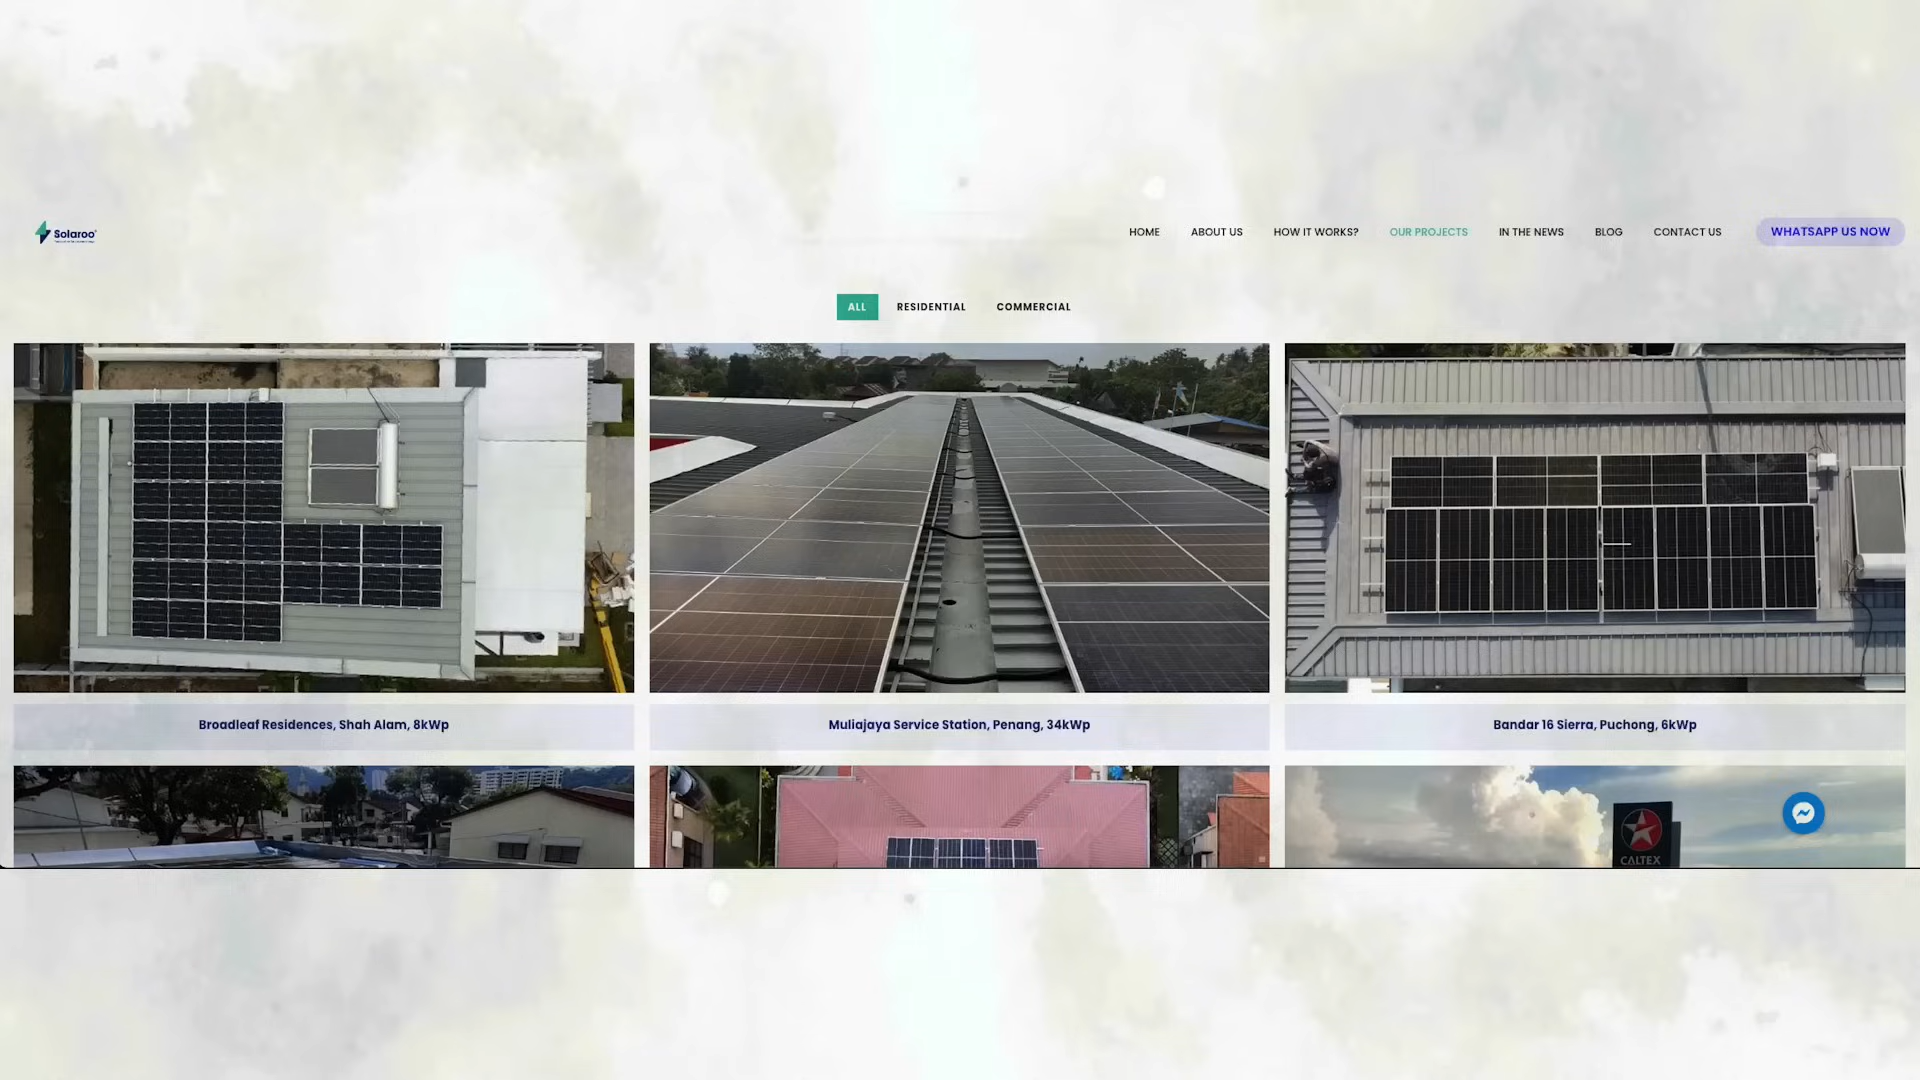 Solaroo
HOME ABOUT US HOW IT WORKS? OUR PROJECTS IN THE NEWS BLOG CONTACT US WHATSAPP US NOW
ALL RESIDENTIAL COMMERCIAL
Broadleaf Residences, Shah Alam, 8kWp
Muliajaya Service Station, Penang, 34kWp
Bandar 16 Sierra, Puchong, 6kWp
CALTEX